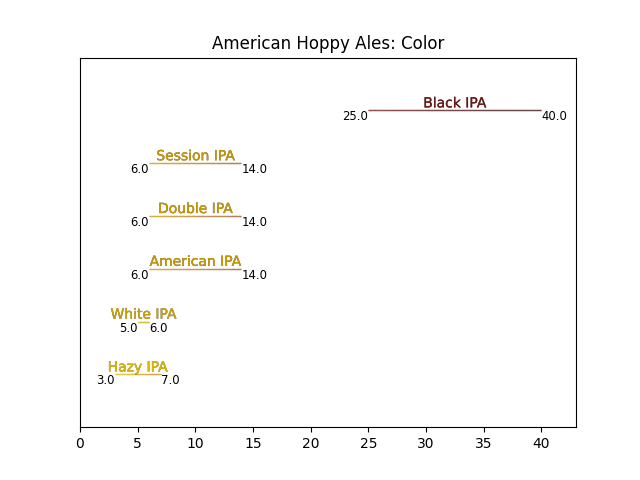 American Hoppy Ales: Color
Black IPA
25.0 40.0
Session IPA
6.0 14.0
Double IPA
6.0 14.0
American IPA
6.0 14.0
White IPA
5.0 6.0
Hazy IPA
3.0 7.0
0 5 10 15 20 25 30 35 40